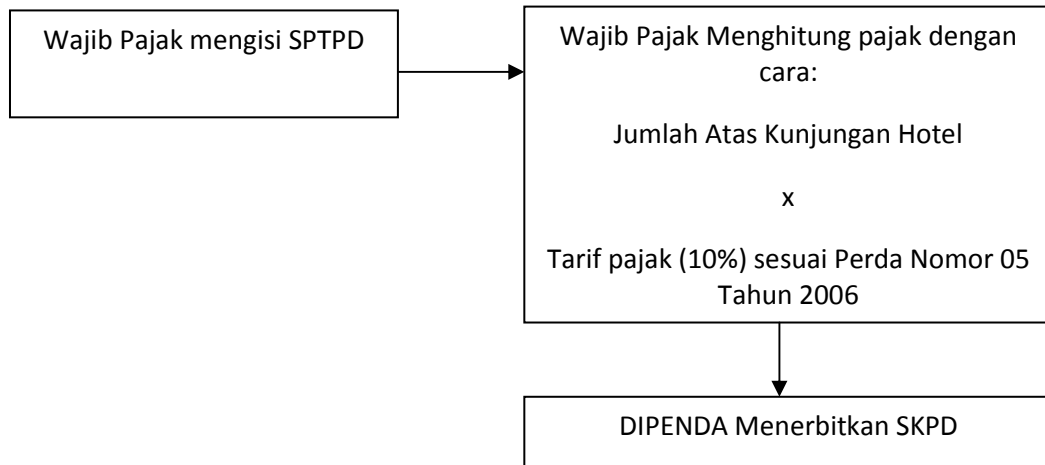 Wajib Pajak mengisi SPTPD
Wajib Pajak Menghitung pajak dengan
cara:
Jumlah Atas Kunjungan Hotel
x
Tarif pajak (10%) sesuai Perda Nomor 05
Tahun 2006
DIPENDA Menerbitkan SKPD